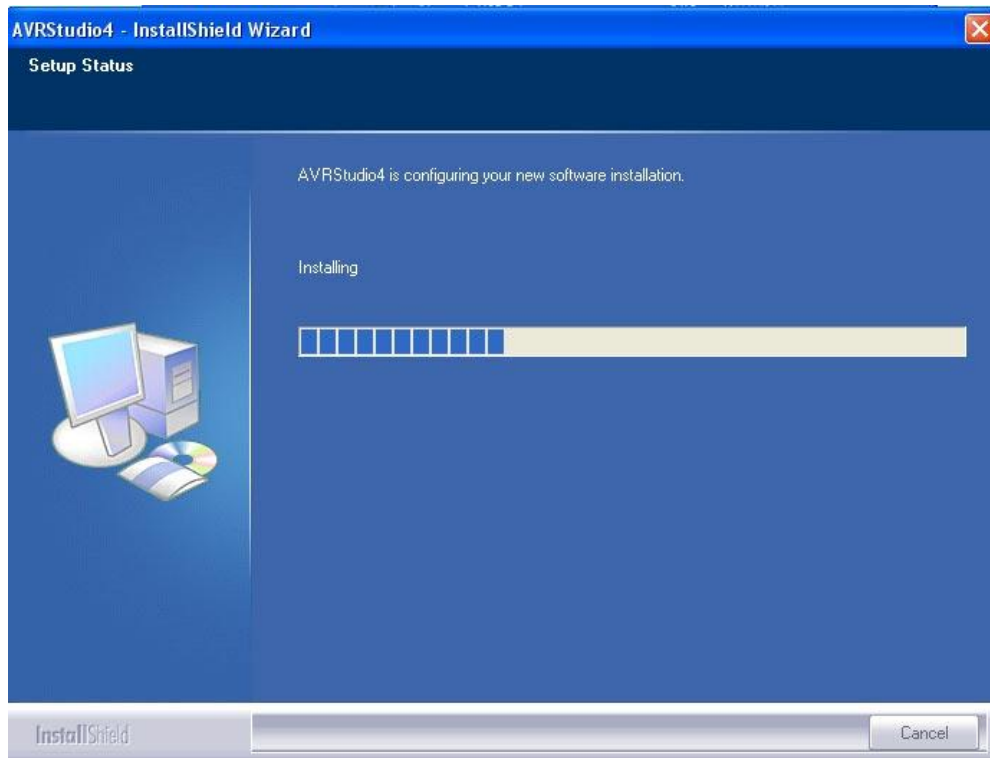 AVRStudio4 - InstallShield Wizard
Setup Status
AVRStudio4 is configuring your new software installation.
Installing
InstallShield
Cancel